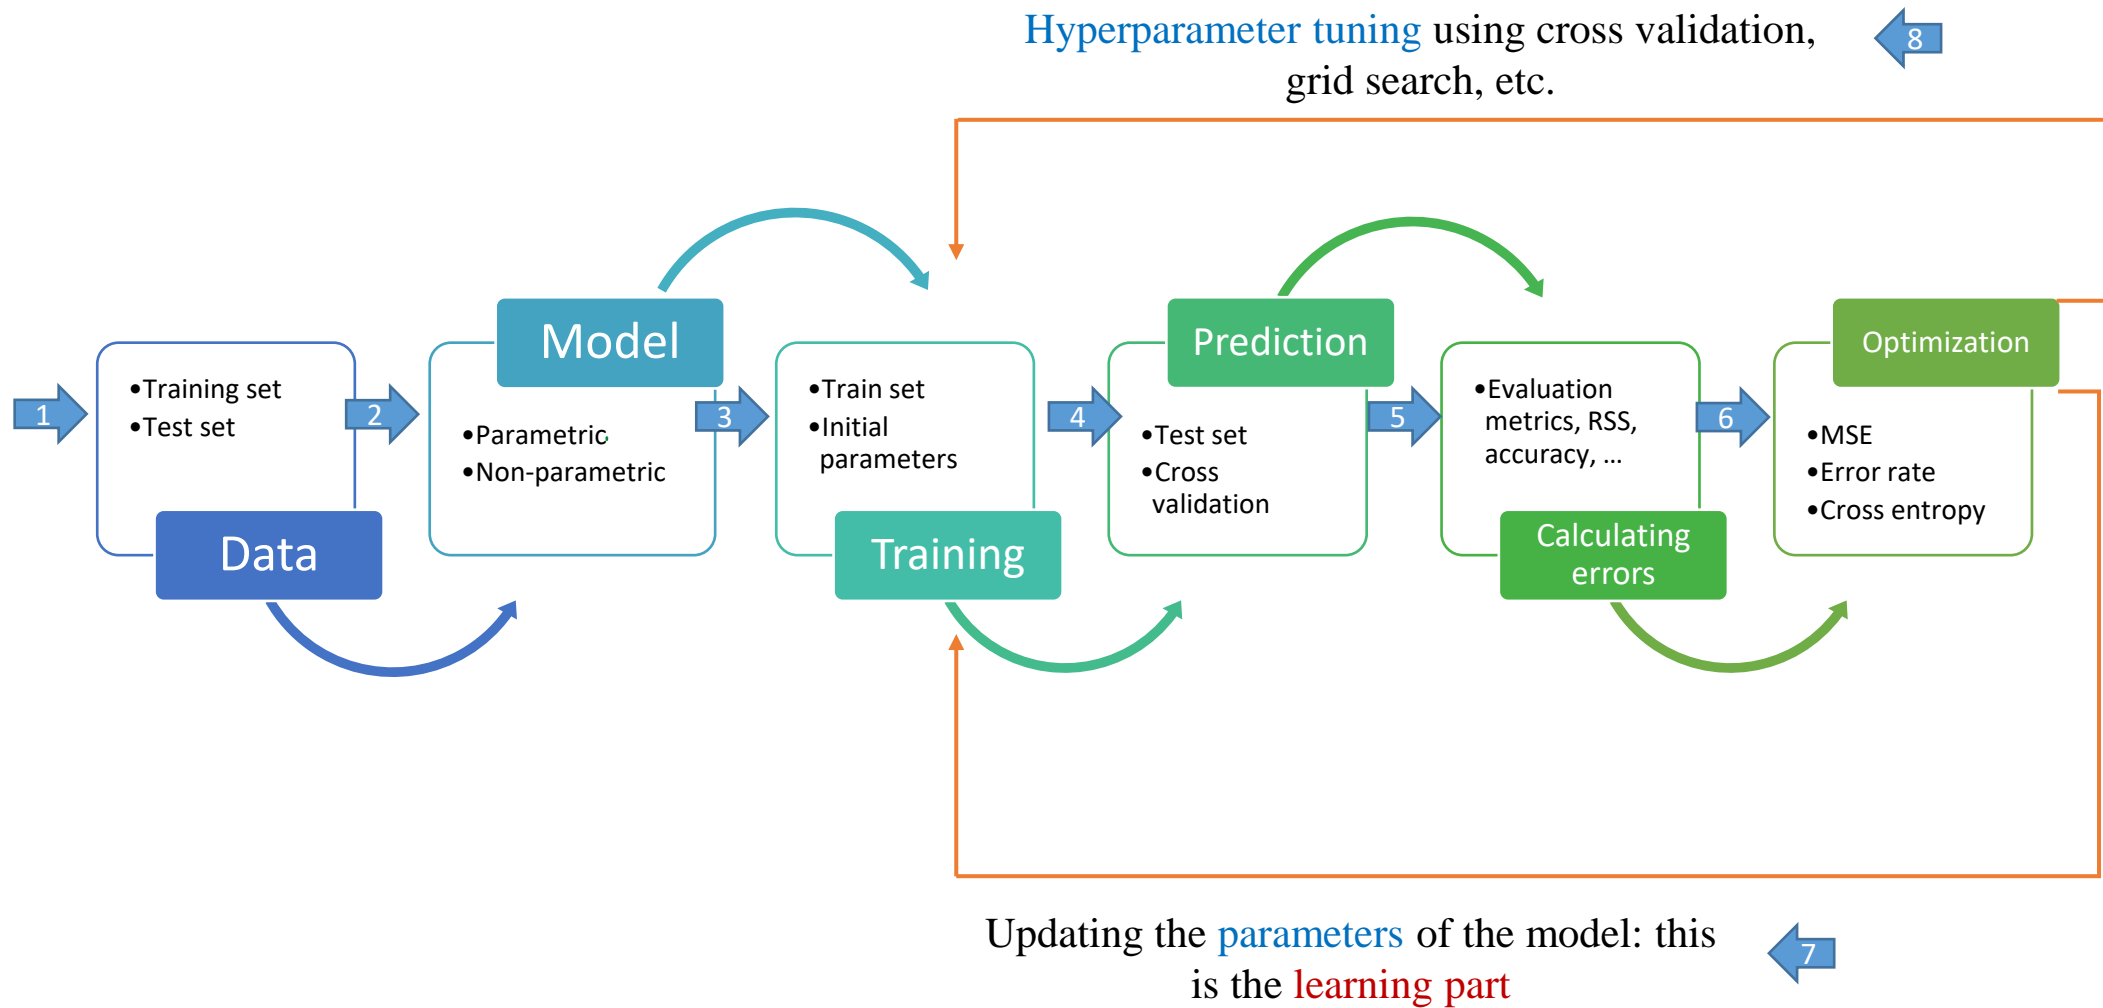 Hyperparameter tuning using cross validation,
grid search, etc.
8
1
•Training set
•Test set
Data
2
Model
•Parametric
•Non-parametric
3
•Train set
•Initial
parameters
Training
4
Prediction
•Test set
•Cross
validation
5
•Evaluation
metrics, RSS,
accuracy, ...
Calculating
errors
6
Optimization
•MSE
•Error rate
•Cross entropy
Updating the parameters of the model: this
is the learning part
7